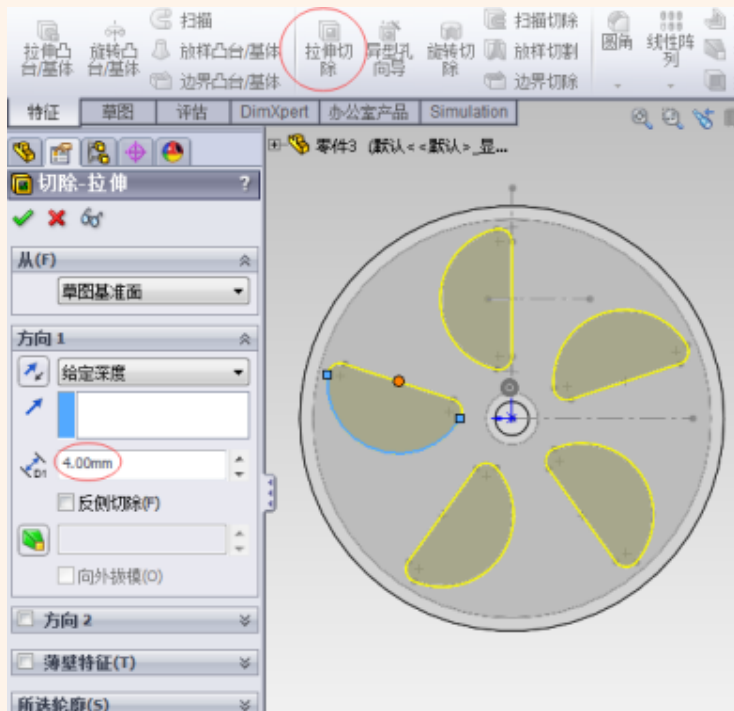 扫描
扫描切除
拉伸凸台/基体
旋转凸台/基体
放样凸台/基体
拉伸切除
异型孔向导
旋转切除
放样切割
圆角
线性阵列
边界凸台/基体
边界切除
特征
草图
评估
DimXpert
办公室产品
Simulation
零件3 (默认<<默认>_显...
切除-拉伸
?
从(F)
草图基准面
方向 1
给定深度
D1
4.00mm
反侧切除(F)
向外拔模(O)
方向 2
薄壁特征(T)
所选轮廓(S)